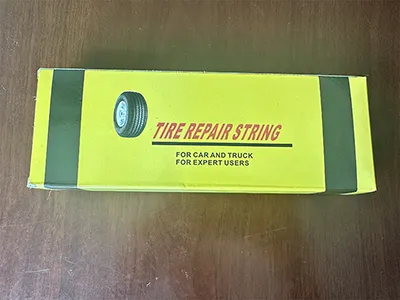 TIRE REPAIR STRING
FOR CAR AND TRUCK
FOR EXPERT USERS